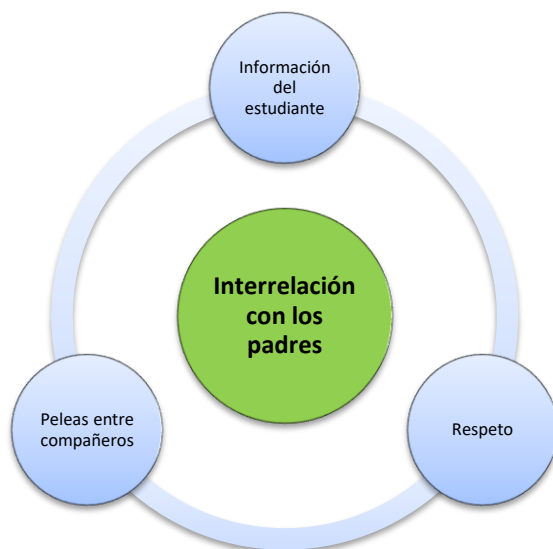 Información
del
estudiante
Interrelación
con los
padres
Peleas entre
compañeros
Respeto